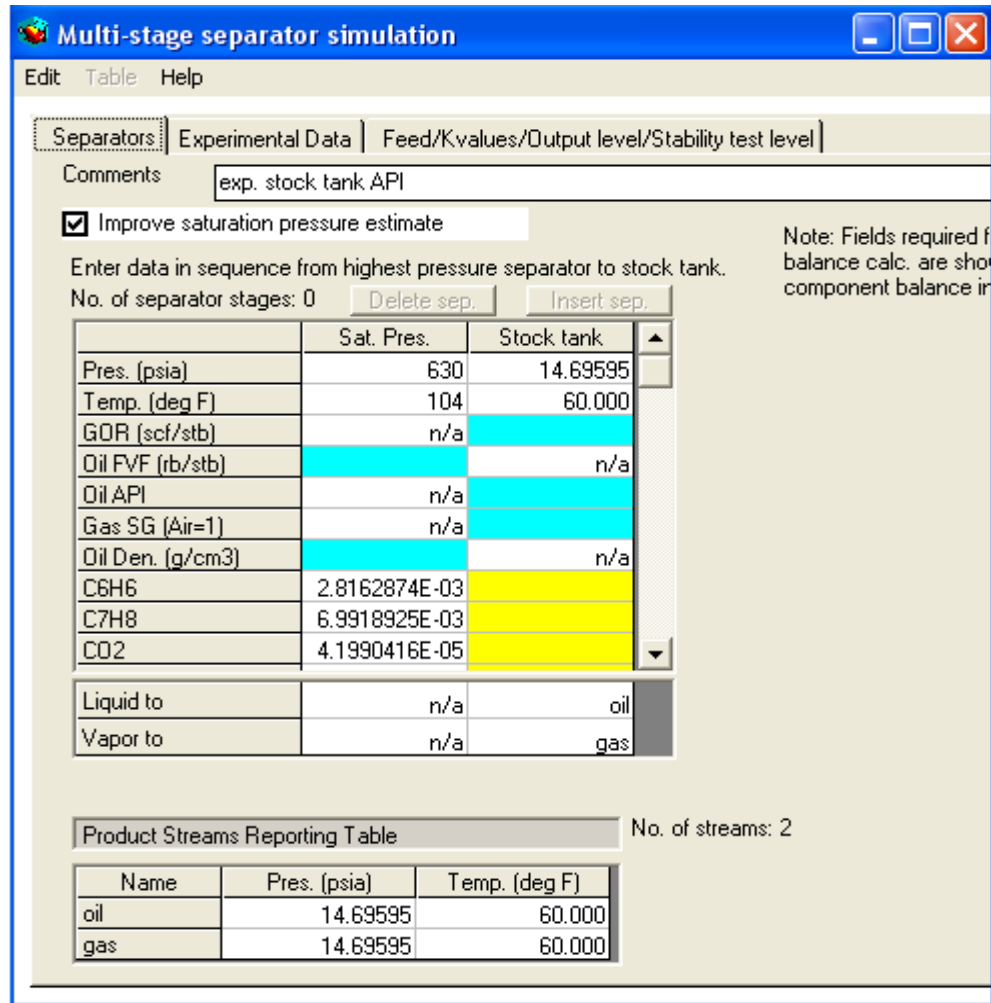 Multi-stage separator simulation
Edit Table Help
Separators Experimental Data Feed/Kvalues/Output level/Stability test level
Comments exp. stock tank API
Improve saturation pressure estimate
Note: Fields required f
Enter data in sequence from highest pressure separator to stock tank.
balance calc. are sho
No. of separator stages: 0 Delete sep. Insert sep.
component balance in
Sat. Pres. Stock tank
Pres. (psia) 630 14.69595
Temp. (deg F) 104 60.000
GOR (scf/stb) n/a
Oil FVF (rb/stb) n/a
Oil API n/a
Gas SG (Air=1) n/a
Oil Den. (g/cm3) n/a
C6H6 2.8162874E-03
C7H8 6.9918925E-03
CO2 4.1990416E-05
Liquid to n/a oil
Vapor to n/a gas
Product Streams Reporting Table No. of streams: 2
Name Pres. (psia) Temp. (deg F)
oil 14.69595 60.000
gas 14.69595 60.000